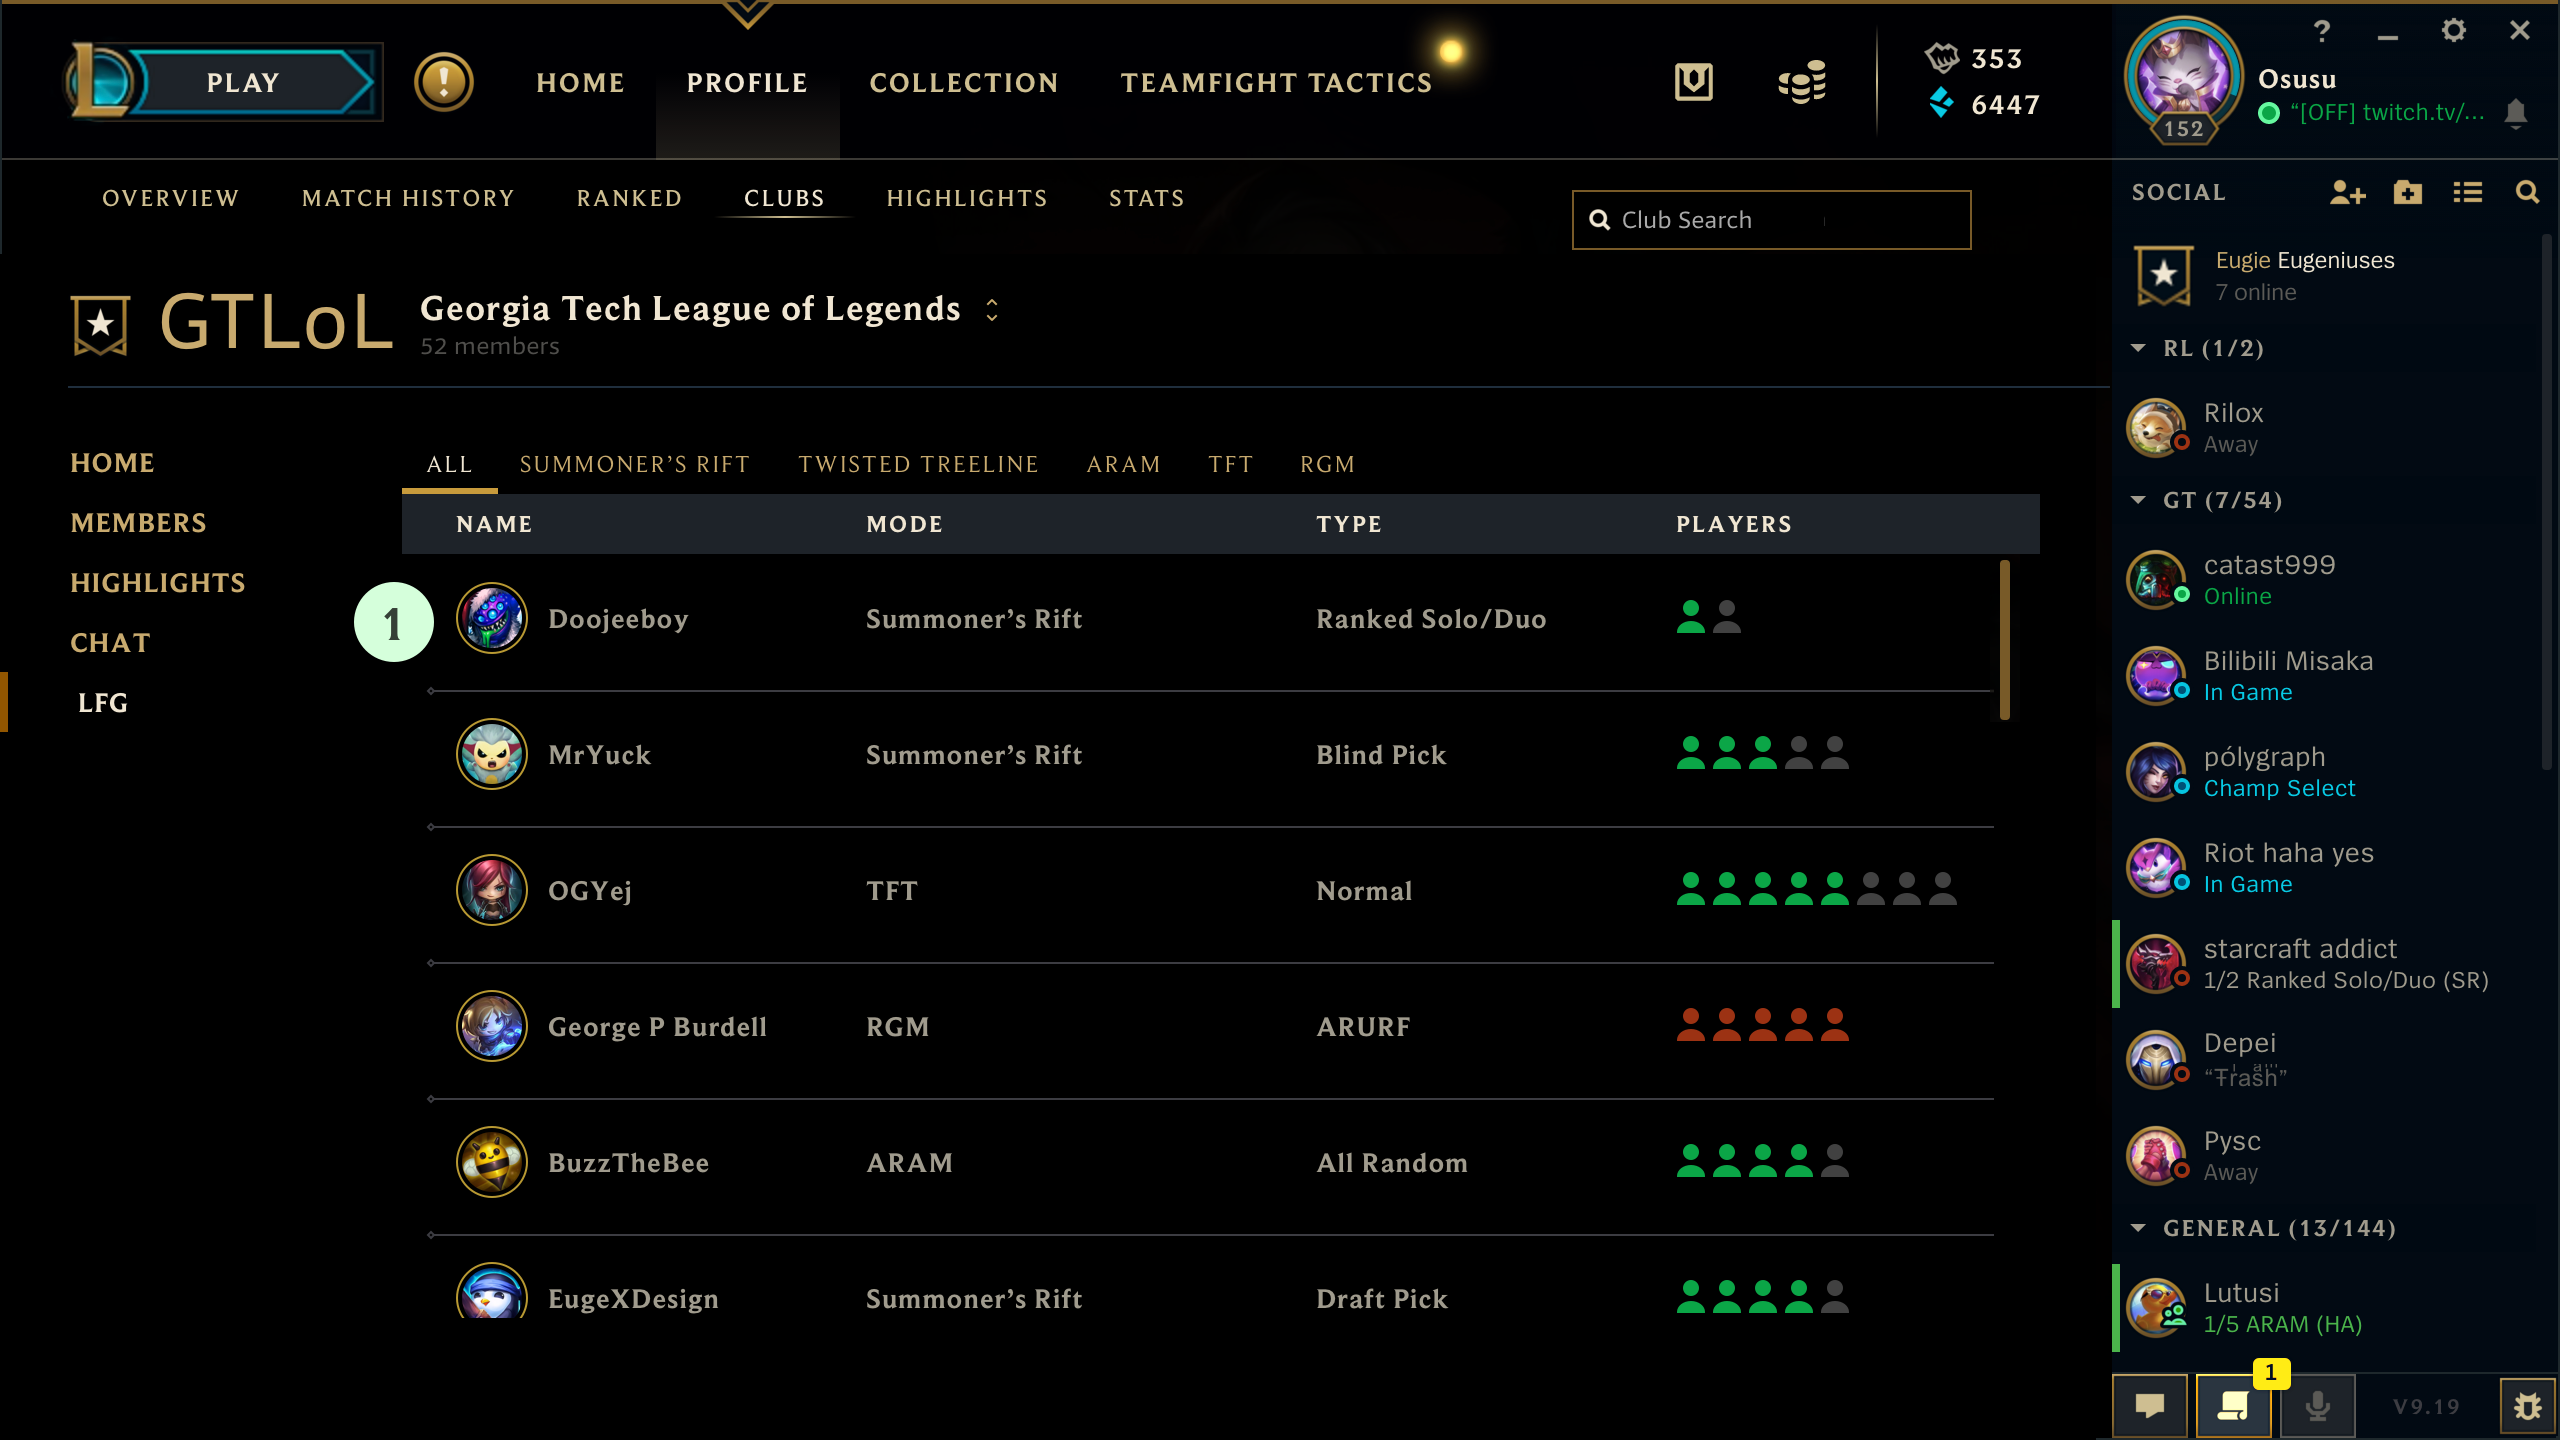 PLAY
HOME
PROFILE
COLLECTION
TEAMFIGHT TACTICS
353
6447
152
?
Osusu
“[OFF] twitch.tv/...
OVERVIEW
MATCH HISTORY
RANKED
CLUBS
HIGHLIGHTS
STATS
Club Search
GTLoL
Georgia Tech League of Legends
52 members
HOME
MEMBERS
HIGHLIGHTS
CHAT
LFG
ALL
SUMMONER’S RIFT
TWISTED TREELINE
ARAM
TFT
RGM
NAME MODE TYPE PLAYERS
1
Doojeeboy Summoner’s Rift Ranked Solo/Duo
MrYuck Summoner’s Rift Blind Pick
OGYej TFT Normal
George P Burdell RGM ARURF
BuzzTheBee ARAM All Random
EugeXDesign Summoner’s Rift Draft Pick
SOCIAL
Eugie Eugeniuses
7 online
RL (1/2)
Rilox
Away
GT (7/54)
catast999
Online
Bilibili Misaka
In Game
pólygraph
Champ Select
Riot haha yes
In Game
starcraft addict
1/2 Ranked Solo/Duo (SR)
Depei
Pysc
Away
GENERAL (13/144)
Lutusi
1/5 ARAM (HA)
1
V9.19